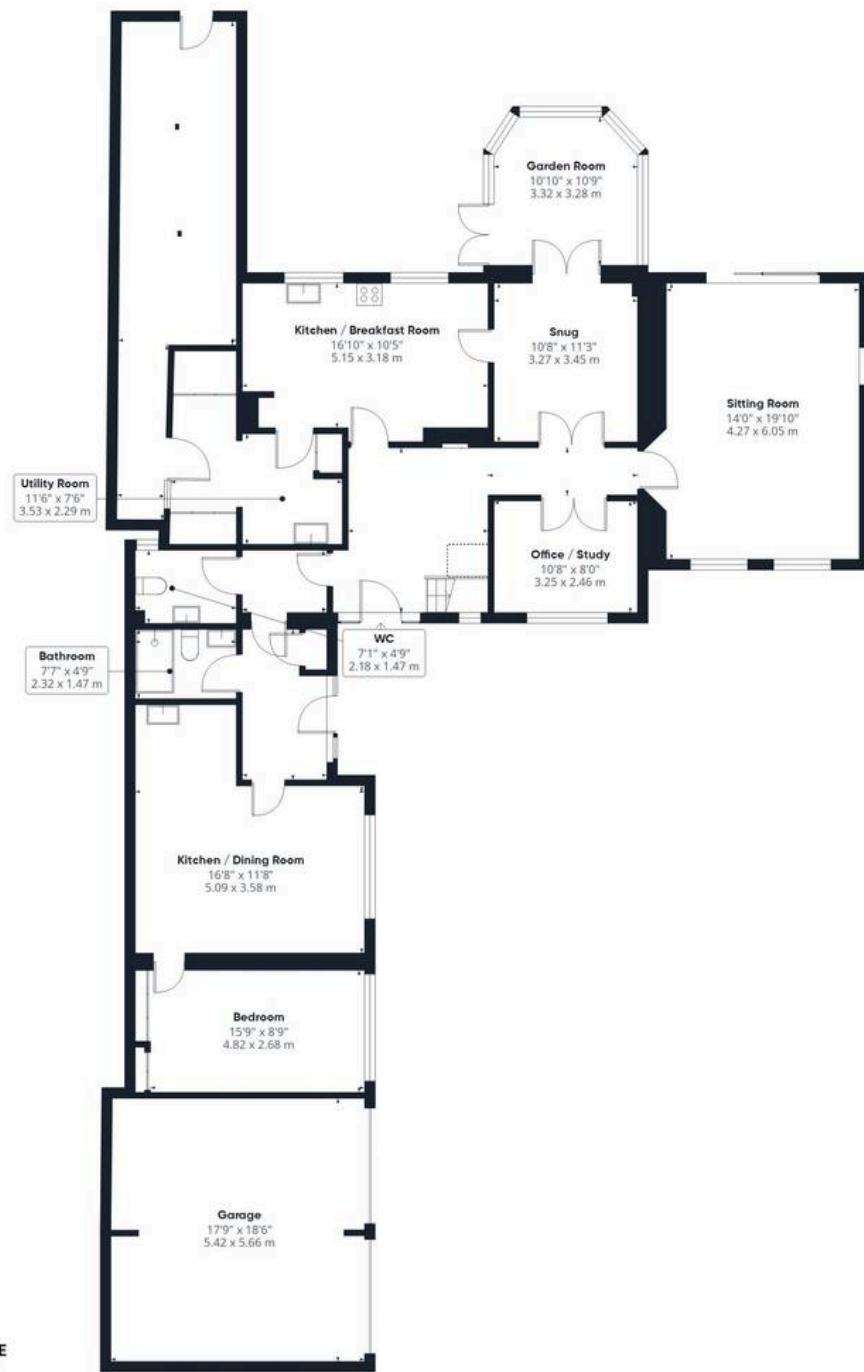 Garden Room
10'10" x 10'9"
3.32 x 3.28 m
Kitchen / Breakfast Room
16'10" x 10'5"
5.15 x 3.18 m
Snug
10'8" x 11'3"
3.27 x 3.45 m
Sitting Room
14'0" x 19'10"
4.27 x 6.05 m
Utility Room
11'6" x 7'6"
3.53 x 2.29 m
Office / Study
10'8" x 8'0"
3.25 x 2.46 m
WC
7'1" x 4'9"
2.18 x 1.47 m
Bathroom
7'7" x 4'9"
2.32 x 1.47 m
Kitchen / Dining Room
16'8" x 11'8"
5.09 x 3.58 m
Bedroom
15'9" x 8'9"
4.82 x 2.68 m
Garage
17'9" x 18'6"
5.42 x 5.66 m
E